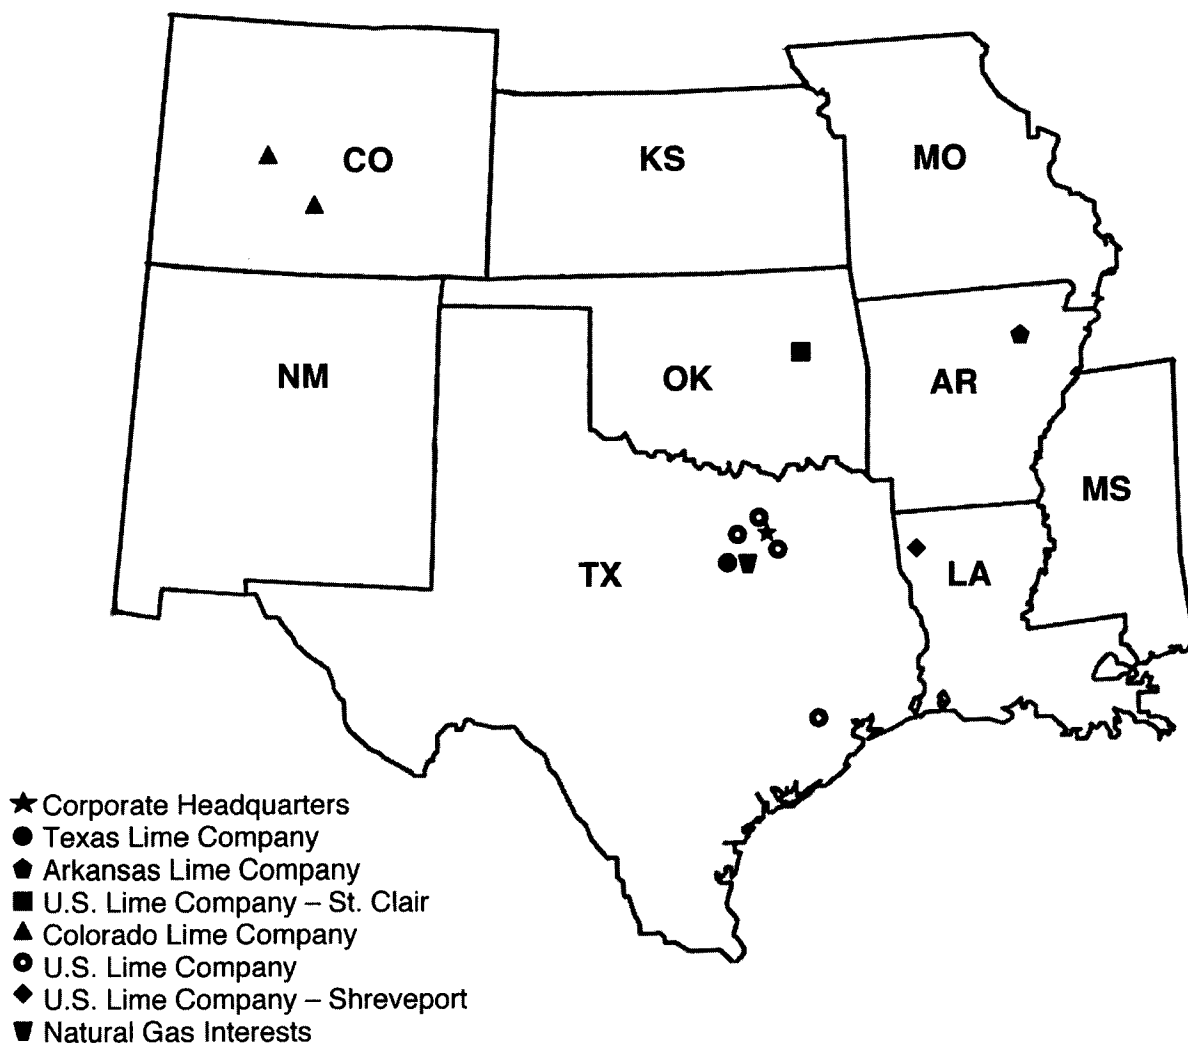 CO
KS
MO
NM
OK
AR
MS
TX
LA
Corporate Headquarters
Texas Lime Company
Arkansas Lime Company
U.S. Lime Company – St. Clair
Colorado Lime Company
U.S. Lime Company
U.S. Lime Company – Shreveport
Natural Gas Interests